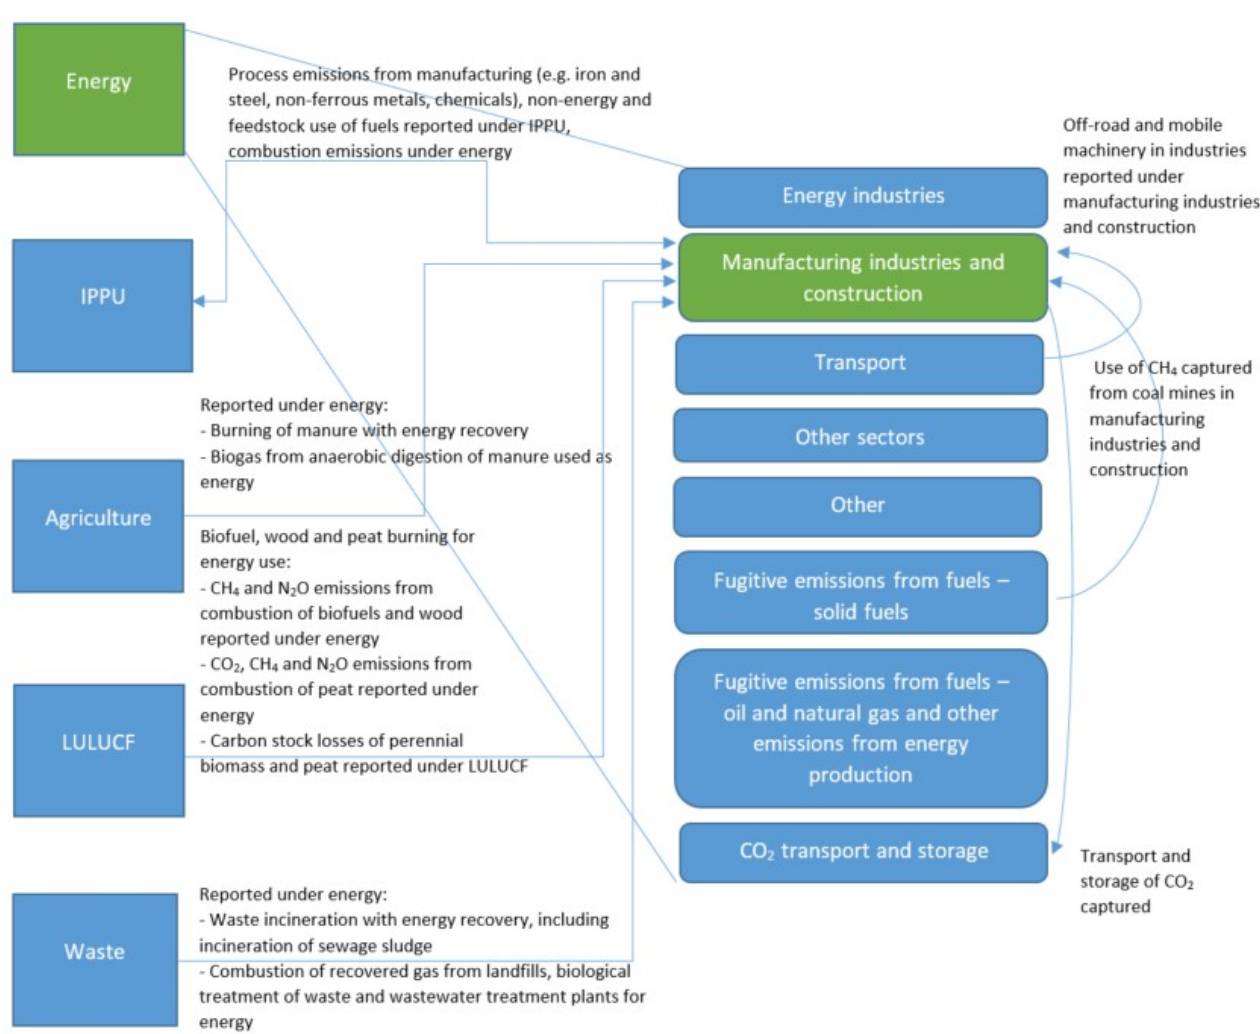 Energy
Process emissions from manufacturing (e.g. iron and
steel, non-ferrous metals, chemicals), non-energy and
feedstock use of fuels reported under IPPU,
combustion emissions under energy
IPPU
Reported under energy:
- Burning of manure with energy recovery
- Biogas from anaerobic digestion of manure used as
energy
Agriculture
Biofuel, wood and peat burning for
energy use:
- CH₄ and N₂O emissions from
combustion of biofuels and wood
reported under energy
- CO₂, CH₄ and N₂O emissions from
combustion of peat reported under
energy
- Carbon stock losses of perennial
biomass and peat reported under LULUCF
LULUCF
Reported under energy:
- Waste incineration with energy recovery, including
incineration of sewage sludge
- Combustion of recovered gas from landfills, biological
treatment of waste and wastewater treatment plants for
energy
Waste
Energy industries
Manufacturing industries and
construction
Transport
Other sectors
Other
Fugitive emissions from fuels –
solid fuels
Fugitive emissions from fuels –
oil and natural gas and other
emissions from energy
production
CO₂ transport and storage
Off-road and mobile
machinery in industries
reported under
manufacturing industries
and construction
Use of CH₄ captured
from coal mines in
manufacturing
industries and
construction
Transport and
storage of CO₂
captured